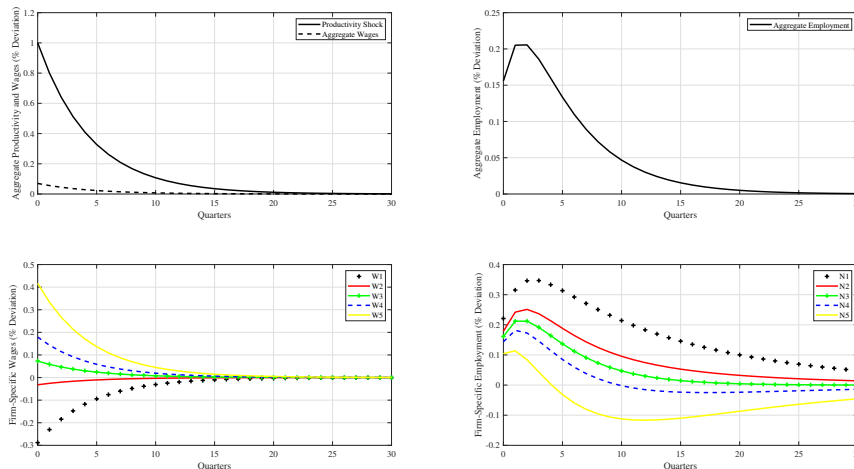 Aggregate Productivity and Wages (% Deviation)
1.2
1
0.8
0.6
0.4
0.2
0
0 5 10 15 20 25 30
Quarters
Productivity Shock
Aggregate Wages
Aggregate Employment (% Deviation)
0.25
0.2
0.15
0.1
0.05
0
0 5 10 15 20 25 30
Quarters
Aggregate Employment
Firm-Specific Wages (% Deviation)
0.5
0.4
0.3
0.2
0.1
0
-0.1
-0.2
-0.3
0 5 10 15 20 25 30
Quarters
W1
W2
W3
W4
W5
Firm-Specific Employment (% Deviation)
0.4
0.3
0.2
0.1
0
-0.1
-0.2
0 5 10 15 20 25 30
Quarters
N1
N2
N3
N4
N5